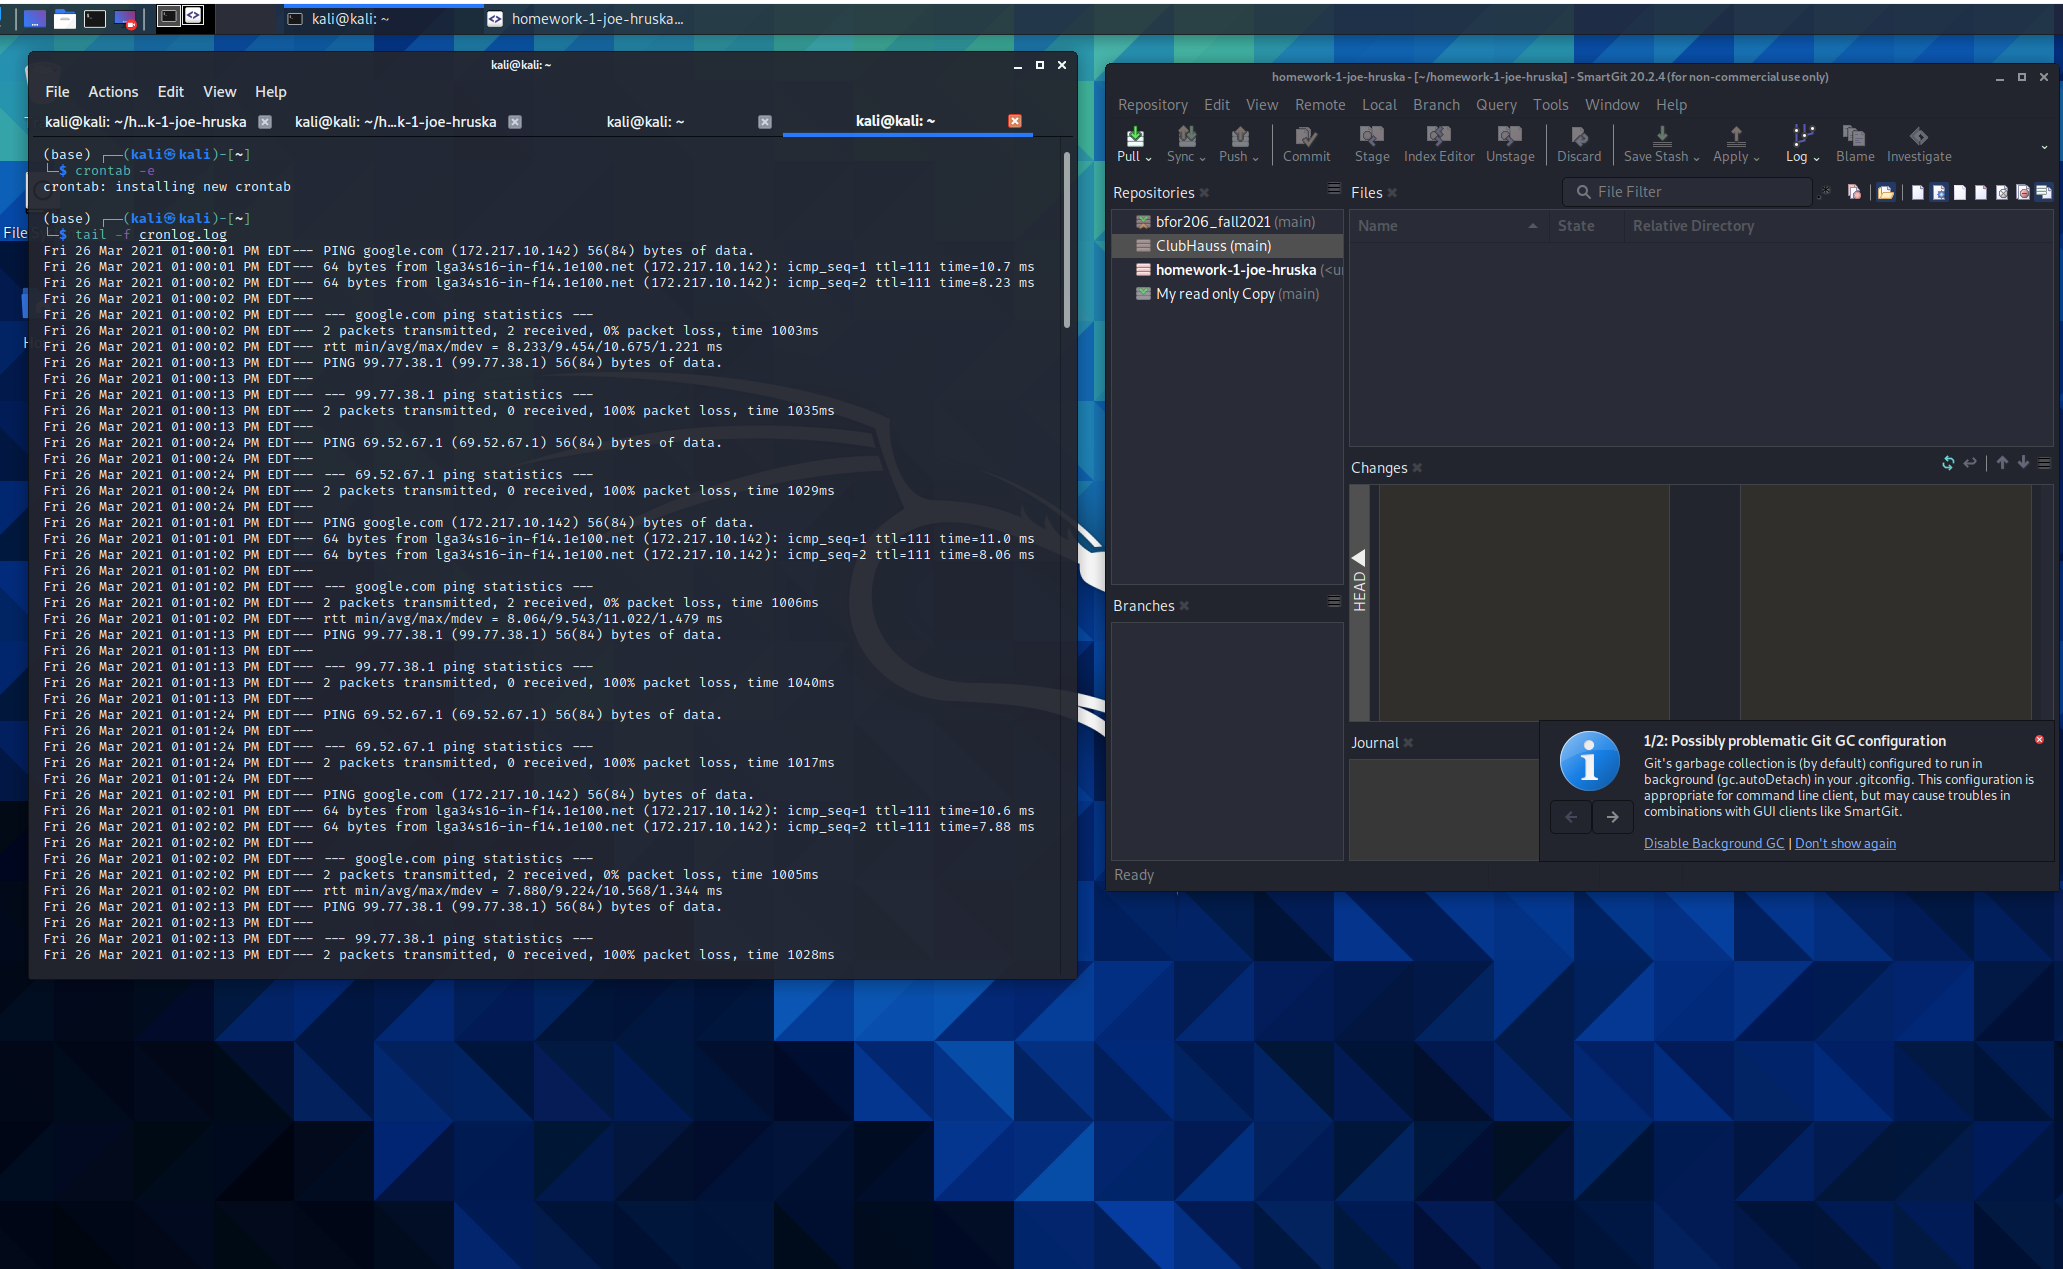 kali@kali: ~
homework-1-joe-hruska...
kali@kali: ~
File Actions Edit View Help
kali@kali: ~/h...k-1-joe-hruska
kali@kali: ~/h...k-1-joe-hruska
kali@kali: ~
kali@kali: ~
(base) ┌──(kali㉿kali)-[~]
└─$ crontab -e
crontab: installing new crontab
(base) ┌──(kali㉿kali)-[~]
└─$ tail -f cronlog.log
Fri 26 Mar 2021 01:00:01 PM EDT--- PING google.com (172.217.10.142) 56(84) bytes of data.
Fri 26 Mar 2021 01:00:01 PM EDT--- 64 bytes from lga34s16-in-f14.1e100.net (172.217.10.142): icmp_seq=1 ttl=111 time=10.7 ms
Fri 26 Mar 2021 01:00:02 PM EDT--- 64 bytes from lga34s16-in-f14.1e100.net (172.217.10.142): icmp_seq=2 ttl=111 time=8.23 ms
Fri 26 Mar 2021 01:00:02 PM EDT---
Fri 26 Mar 2021 01:00:02 PM EDT--- --- google.com ping statistics ---
Fri 26 Mar 2021 01:00:02 PM EDT--- 2 packets transmitted, 2 received, 0% packet loss, time 1003ms
Fri 26 Mar 2021 01:00:02 PM EDT--- rtt min/avg/max/mdev = 8.233/9.454/10.675/1.221 ms
Fri 26 Mar 2021 01:00:13 PM EDT--- PING 99.77.38.1 (99.77.38.1) 56(84) bytes of data.
Fri 26 Mar 2021 01:00:13 PM EDT---
Fri 26 Mar 2021 01:00:13 PM EDT--- --- 99.77.38.1 ping statistics ---
Fri 26 Mar 2021 01:00:13 PM EDT--- 2 packets transmitted, 0 received, 100% packet loss, time 1035ms
Fri 26 Mar 2021 01:00:13 PM EDT---
Fri 26 Mar 2021 01:00:24 PM EDT--- PING 69.52.67.1 (69.52.67.1) 56(84) bytes of data.
Fri 26 Mar 2021 01:00:24 PM EDT---
Fri 26 Mar 2021 01:00:24 PM EDT--- --- 69.52.67.1 ping statistics ---
Fri 26 Mar 2021 01:00:24 PM EDT--- 2 packets transmitted, 0 received, 100% packet loss, time 1029ms
Fri 26 Mar 2021 01:00:24 PM EDT---
Fri 26 Mar 2021 01:01:01 PM EDT--- PING google.com (172.217.10.142) 56(84) bytes of data.
Fri 26 Mar 2021 01:01:01 PM EDT--- 64 bytes from lga34s16-in-f14.1e100.net (172.217.10.142): icmp_seq=1 ttl=111 time=11.0 ms
Fri 26 Mar 2021 01:01:02 PM EDT--- 64 bytes from lga34s16-in-f14.1e100.net (172.217.10.142): icmp_seq=2 ttl=111 time=8.06 ms
Fri 26 Mar 2021 01:01:02 PM EDT---
Fri 26 Mar 2021 01:01:02 PM EDT--- --- google.com ping statistics ---
Fri 26 Mar 2021 01:01:02 PM EDT--- 2 packets transmitted, 2 received, 0% packet loss, time 1006ms
Fri 26 Mar 2021 01:01:02 PM EDT--- rtt min/avg/max/mdev = 8.064/9.543/11.022/1.479 ms
Fri 26 Mar 2021 01:01:13 PM EDT--- PING 99.77.38.1 (99.77.38.1) 56(84) bytes of data.
Fri 26 Mar 2021 01:01:13 PM EDT---
Fri 26 Mar 2021 01:01:13 PM EDT--- --- 99.77.38.1 ping statistics ---
Fri 26 Mar 2021 01:01:13 PM EDT--- 2 packets transmitted, 0 received, 100% packet loss, time 1040ms
Fri 26 Mar 2021 01:01:13 PM EDT---
Fri 26 Mar 2021 01:01:24 PM EDT--- PING 69.52.67.1 (69.52.67.1) 56(84) bytes of data.
Fri 26 Mar 2021 01:01:24 PM EDT---
Fri 26 Mar 2021 01:01:24 PM EDT--- --- 69.52.67.1 ping statistics ---
Fri 26 Mar 2021 01:01:24 PM EDT--- 2 packets transmitted, 0 received, 100% packet loss, time 1017ms
Fri 26 Mar 2021 01:01:24 PM EDT---
Fri 26 Mar 2021 01:02:01 PM EDT--- PING google.com (172.217.10.142) 56(84) bytes of data.
Fri 26 Mar 2021 01:02:01 PM EDT--- 64 bytes from lga34s16-in-f14.1e100.net (172.217.10.142): icmp_seq=1 ttl=111 time=10.6 ms
Fri 26 Mar 2021 01:02:02 PM EDT--- 64 bytes from lga34s16-in-f14.1e100.net (172.217.10.142): icmp_seq=2 ttl=111 time=7.88 ms
Fri 26 Mar 2021 01:02:02 PM EDT---
Fri 26 Mar 2021 01:02:02 PM EDT--- --- google.com ping statistics ---
Fri 26 Mar 2021 01:02:02 PM EDT--- 2 packets transmitted, 2 received, 0% packet loss, time 1005ms
Fri 26 Mar 2021 01:02:02 PM EDT--- rtt min/avg/max/mdev = 7.880/9.224/10.568/1.344 ms
Fri 26 Mar 2021 01:02:13 PM EDT--- PING 99.77.38.1 (99.77.38.1) 56(84) bytes of data.
Fri 26 Mar 2021 01:02:13 PM EDT---
Fri 26 Mar 2021 01:02:13 PM EDT--- --- 99.77.38.1 ping statistics ---
Fri 26 Mar 2021 01:02:13 PM EDT--- 2 packets transmitted, 0 received, 100% packet loss, time 1028ms
File
homework-1-joe-hruska - [~/homework-1-joe-hruska] - SmartGit 20.2.4 (for non-commercial use only)
Repository Edit View Remote Local Branch Query Tools Window Help
Pull Sync Push Commit Stage Index Editor Unstage Discard Save Stash Apply Log Blame Investigate
Repositories
bfor206_fall2021 (main)
ClubHauss (main)
homework-1-joe-hruska (<u
My read only Copy (main)
Branches
Files
File Filter
Name State Relative Directory
Changes
HEAD
Journal
1/2: Possibly problematic Git GC configuration
Git's garbage collection is (by default) configured to run in
background (gc.autoDetach) in your .gitconfig. This configuration is
appropriate for command line client, but may cause troubles in
combinations with GUI clients like SmartGit.
Disable Background GC | Don't show again
Ready